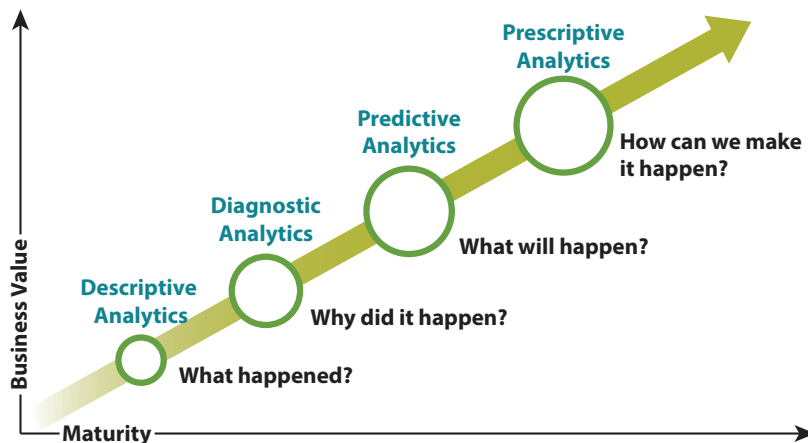 Prescriptive
Analytics
How can we make
it happen?
Predictive
Analytics
What will happen?
Diagnostic
Analytics
Why did it happen?
Descriptive
Analytics
What happened?
Business Value
Maturity